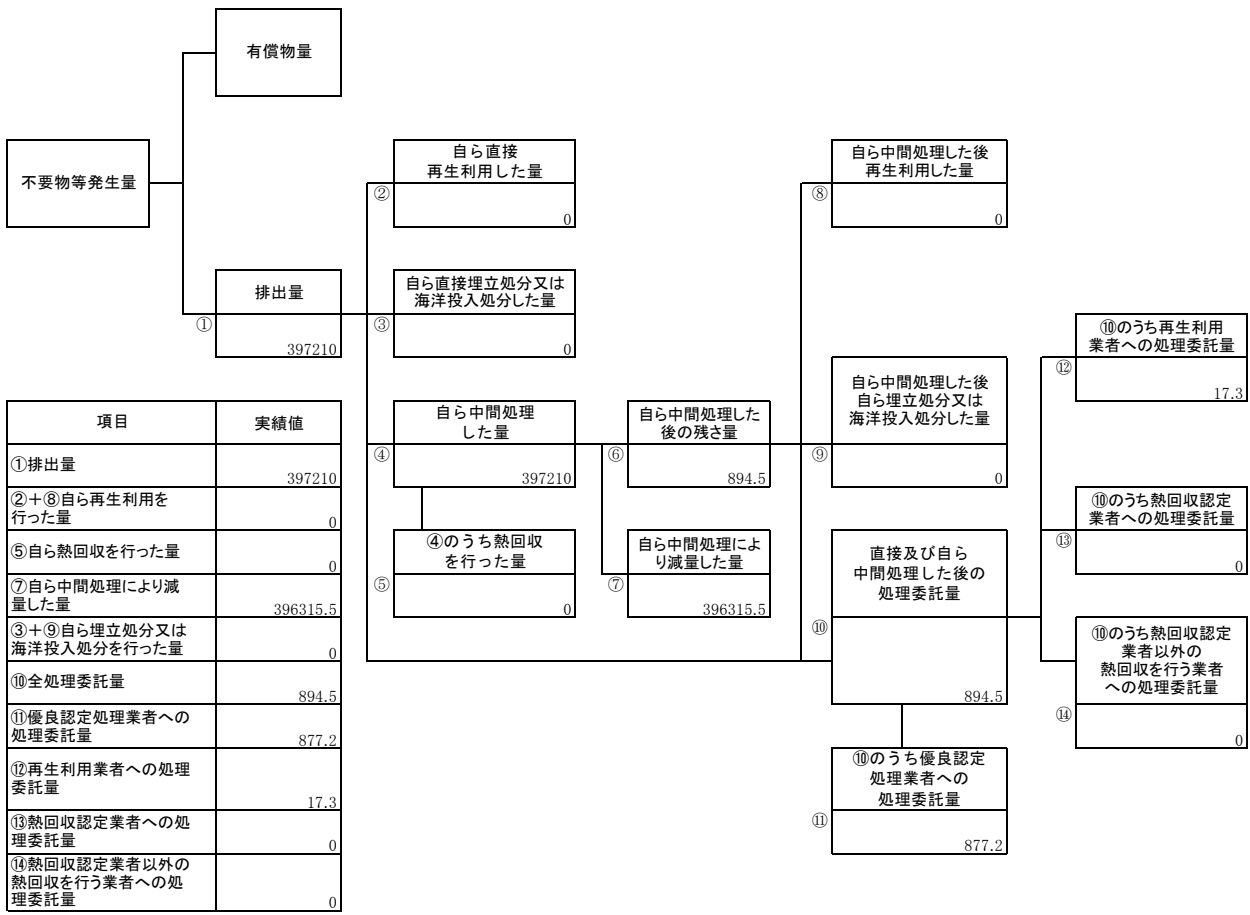 有償物量
不要物等発生量
自ら直接
再生利用した量
②
0
自ら中間処理した後
再生利用した量
⑧
0
排出量
①
397210
自ら直接埋立処分又は
海洋投入処分した量
③
0
⑩のうち再生利用
業者への処理委託量
⑫
17.3
自ら中間処理
した量
④
397210
自ら中間処理した
後の残さ量
⑥
894.5
自ら中間処理した後
自ら埋立処分又は
海洋投入処分した量
⑨
0
⑩のうち熱回収認定
業者への処理委託量
⑬
0
④のうち熱回収
を行った量
⑤
0
自ら中間処理によ
り減量した量
⑦
396315.5
直接及び自ら
中間処理した後の
処理委託量
⑩
894.5
⑩のうち熱回収認定
業者以外の
熱回収を行う業者
への処理委託量
⑭
0
⑩のうち優良認定
処理業者への
処理委託量
⑪
877.2
項目 実績値
①排出量
397210
②+⑧自ら再生利用を
行った量
0
⑤自ら熱回収を行った量
0
⑦自ら中間処理により減
量した量
396315.5
③+⑨自ら埋立処分又は
海洋投入処分を行った量
0
⑩全処理委託量
894.5
⑪優良認定処理業者への
処理委託量
877.2
⑫再生利用業者への処理
委託量
17.3
⑬熱回収認定業者への処
理委託量
0
⑭熱回収認定業者以外の
熱回収を行う業者への処
理委託量
0